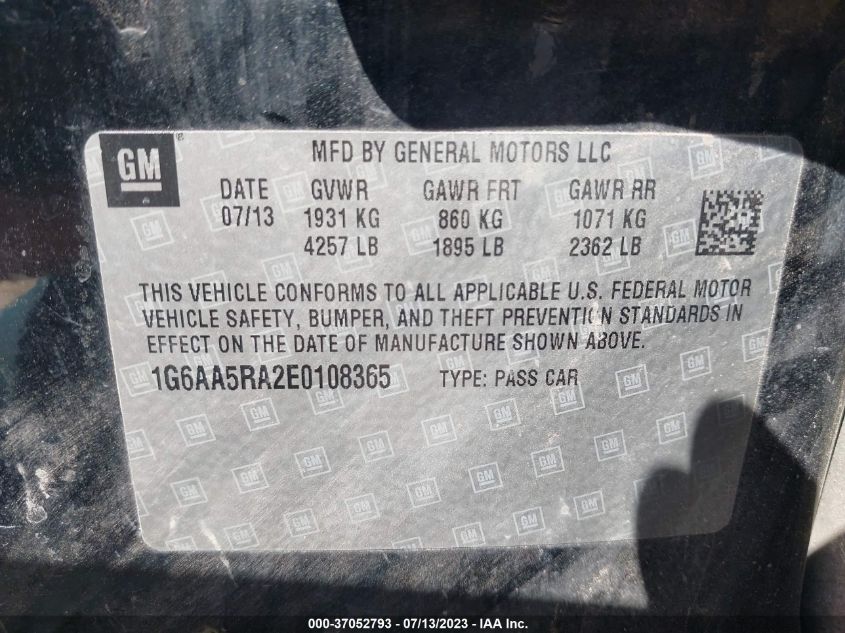 GM
MFD BY GENERAL MOTORS LLC
DATE GVWR GAWR FRT GAWR RR
07/13 1931 KG 860 KG 1071 KG
4257 LB 1895 LB 2362 LB
THIS VEHICLE CONFORMS TO ALL APPLICABLE U.S. FEDERAL MOTOR
VEHICLE SAFETY, BUMPER, AND THEFT PREVENTION STANDARDS IN
EFFECT ON THE DATE OF MANUFACTURE SHOWN ABOVE.
1G6AA5RA2E0108365 TYPE: PASS CAR
000-37052793 - 07/13/2023 - IAA Inc.